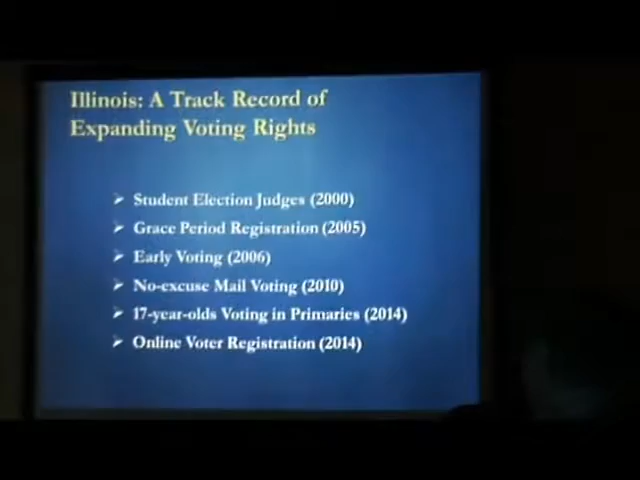 Illinois: A Track Record of
Expanding Voting Rights
➢ Student Election Judges (2000)
➢ Grace Period Registration (2005)
➢ Early Voting (2006)
➢ No-excuse Mail Voting (2010)
➢ 17-year-olds Voting in Primaries (2014)
➢ Online Voter Registration (2014)